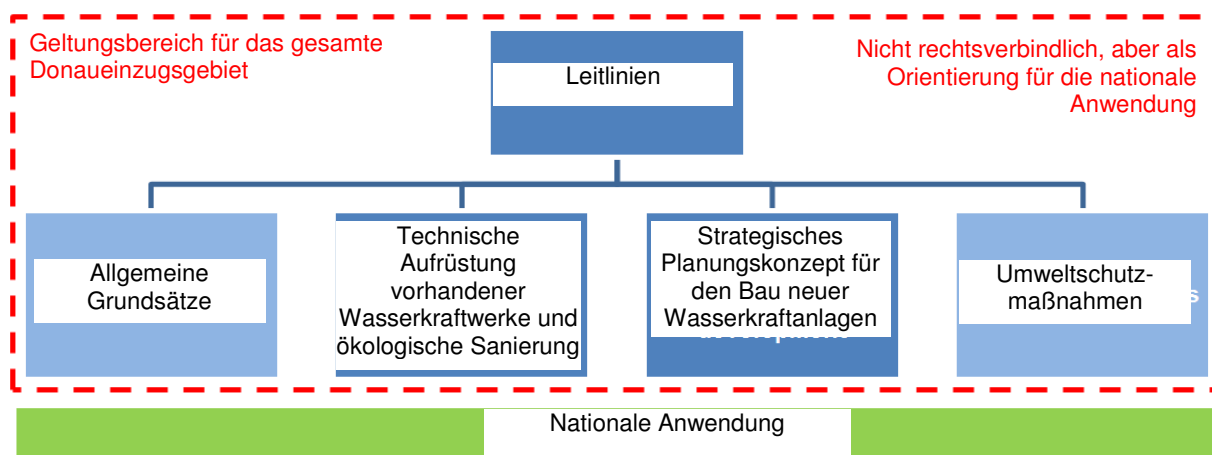 Geltungsbereich für das gesamte
Donaueinzugsgebiet
Nicht rechtsverbindlich, aber als
Orientierung für die nationale
Anwendung
Leitlinien
Allgemeine
Grundsätze
Technische
Aufrüstung
vorhandener
Wasserkraftwerke und
ökologische Sanierung
Strategisches
Planungskonzept für
den Bau neuer
Wasserkraftanlagen
Umweltschutz-
maßnahmen
Nationale Anwendung